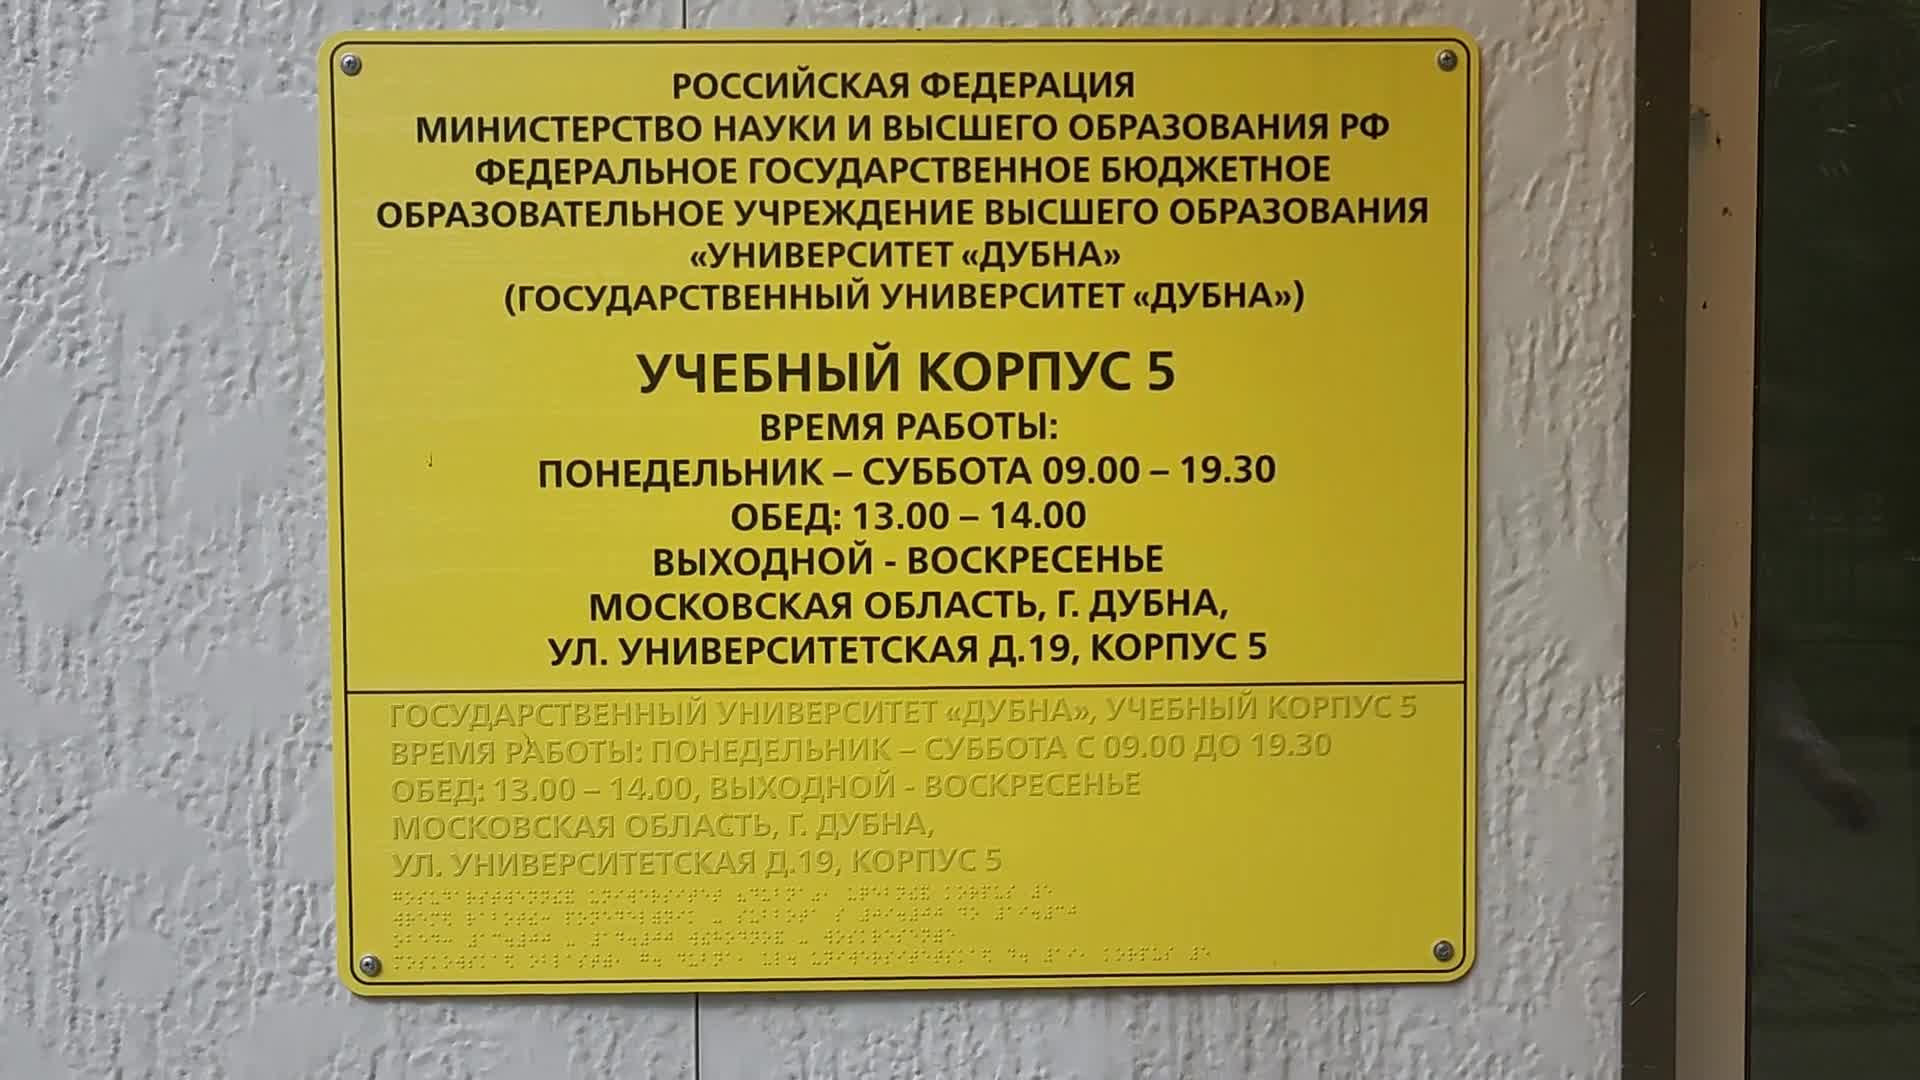 РОССИЙСКАЯ ФЕДЕРАЦИЯ
МИНИСТЕРСТВО НАУКИ И ВЫСШЕГО ОБРАЗОВАНИЯ РФ
ФЕДЕРАЛЬНОЕ ГОСУДАРСТВЕННОЕ БЮДЖЕТНОЕ
ОБРАЗОВАТЕЛЬНОЕ УЧРЕЖДЕНИЕ ВЫСШЕГО ОБРАЗОВАНИЯ
«УНИВЕРСИТЕТ «ДУБНА»
(ГОСУДАРСТВЕННЫЙ УНИВЕРСИТЕТ «ДУБНА»)
УЧЕБНЫЙ КОРПУС 5
ВРЕМЯ РАБОТЫ:
ПОНЕДЕЛЬНИК – СУББОТА 09.00 – 19.30
ОБЕД: 13.00 – 14.00
ВЫХОДНОЙ - ВОСКРЕСЕНЬЕ
МОСКОВСКАЯ ОБЛАСТЬ, Г. ДУБНА,
УЛ. УНИВЕРСИТЕТСКАЯ Д.19, КОРПУС 5
ГОСУДАРСТВЕННЫЙ УНИВЕРСИТЕТ «ДУБНА», УЧЕБНЫЙ КОРПУС 5
ВРЕМЯ РАБОТЫ: ПОНЕДЕЛЬНИК – СУББОТА С 09.00 ДО 19.30
ОБЕД: 13.00 – 14.00, ВЫХОДНОЙ - ВОСКРЕСЕНЬЕ
МОСКОВСКАЯ ОБЛАСТЬ, Г. ДУБНА,
УЛ. УНИВЕРСИТЕТСКАЯ Д.19, КОРПУС 5